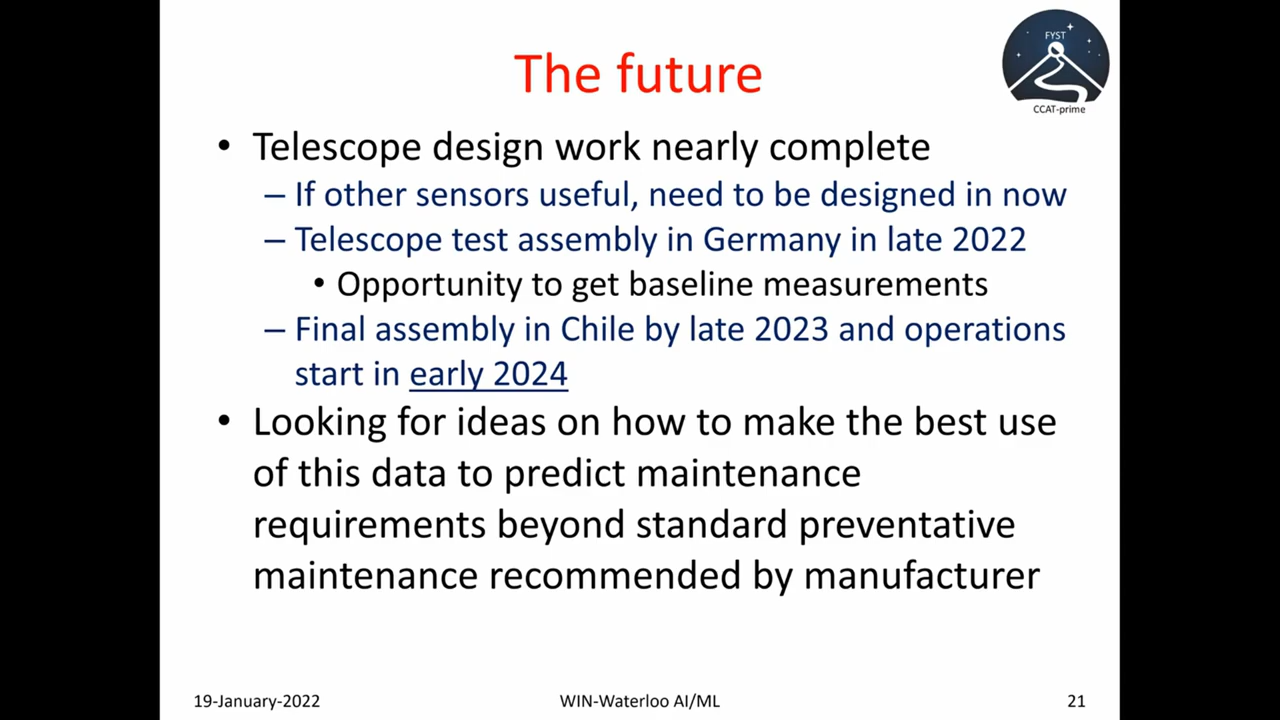 The future
FYST
CCAT-prime
• Telescope design work nearly complete
– If other sensors useful, need to be designed in now
– Telescope test assembly in Germany in late 2022
• Opportunity to get baseline measurements
– Final assembly in Chile by late 2023 and operations
start in early 2024
• Looking for ideas on how to make the best use
of this data to predict maintenance
requirements beyond standard preventative
maintenance recommended by manufacturer
19-January-2022
WIN-Waterloo AI/ML
21